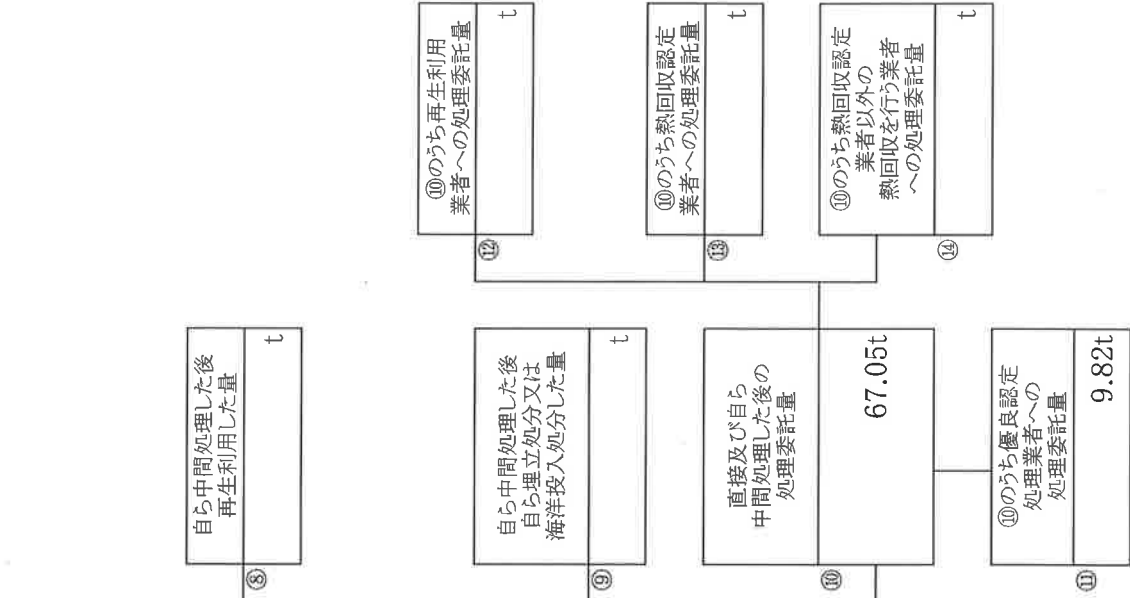 ⑧
自ら中間処理した後
再生利用した量
t
⑨
自ら中間処理した後
自ら埋立処分又は
海洋投入処分した量
t
⑩
直接及び自ら
中間処理した後の
処理委託量
67.05t
⑪
⑩のうち優良認定
処理業者への
処理委託量
9.82t
⑫
⑩のうち再生利用
業者への処理委託量
t
⑬
⑩のうち熱回収認定
業者への処理委託量
t
⑭
⑩のうち熱回収認定
業者以外の
熱回収を行う業者
への処理委託量
t